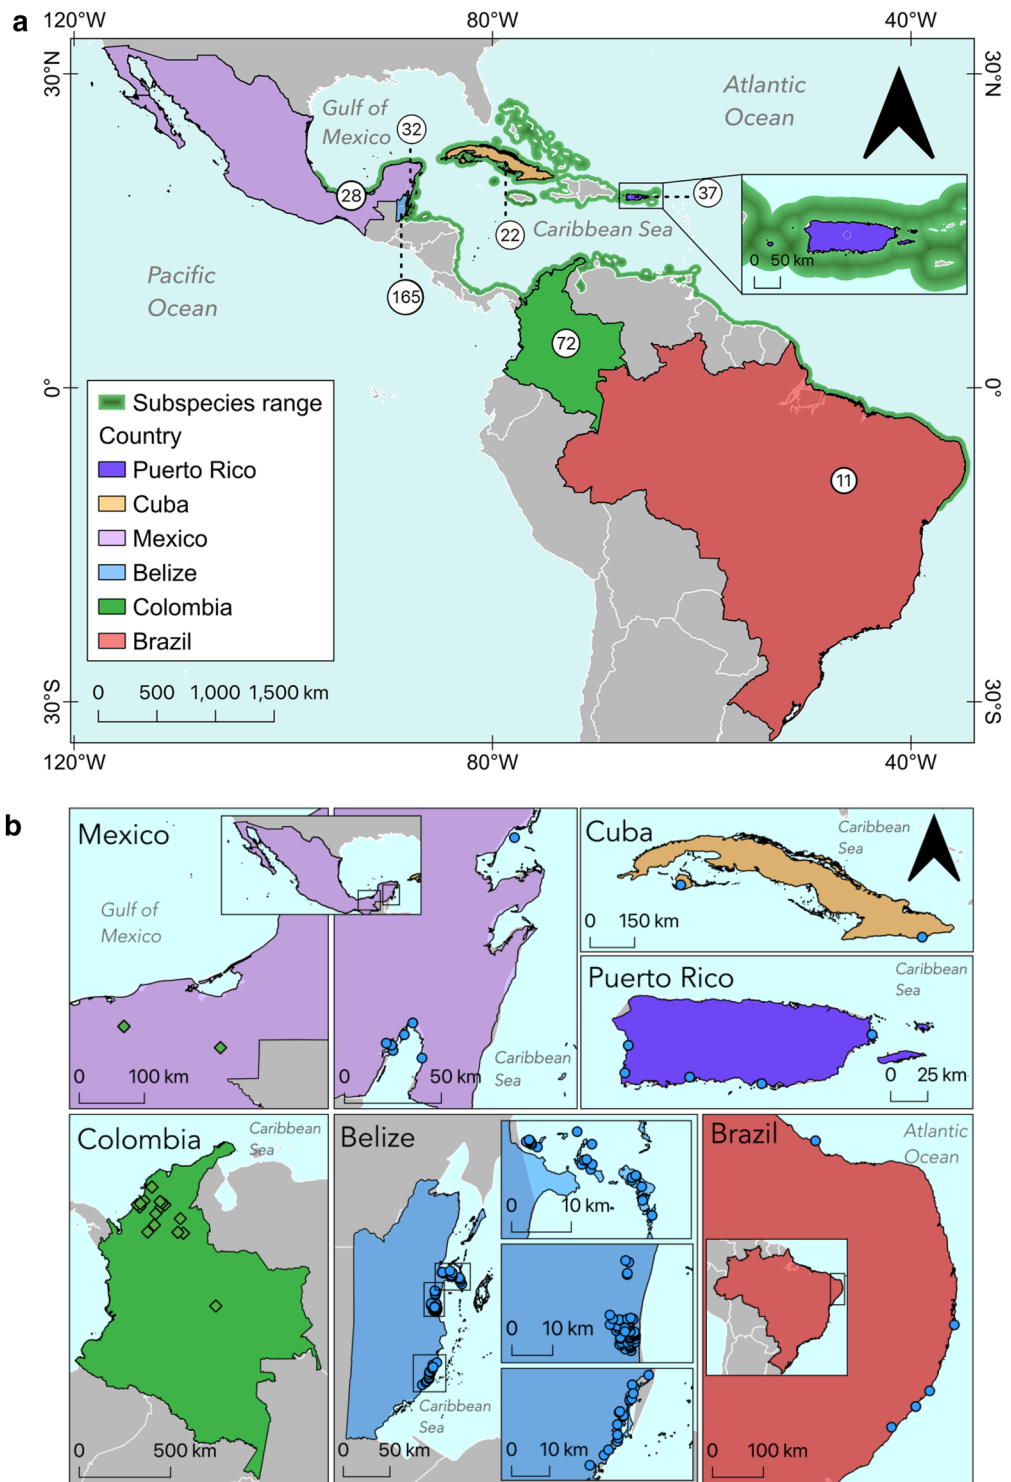 a
120°W
80°W
40°W
30°N
30°N
Gulf of
Mexico
Atlantic
Ocean
32
28
37
22
Caribbean Sea
0 50 km
165
Pacific
Ocean
72
0°
0°
11
Subspecies range
Country
Puerto Rico
Cuba
Mexico
Belize
Colombia
Brazil
0 500 1,000 1,500 km
30°S
30°S
120°W
80°W
40°W
b
Mexico
Gulf of
Mexico
0 100 km
Caribbean
Sea
0 50 km
Cuba
Caribbean
Sea
0 150 km
Puerto Rico
Caribbean
Sea
0 25 km
Colombia
Caribbean
Sea
0 500 km
Belize
Caribbean
Sea
0 50 km
0 10 km
0 10 km
0 10 km
Brazil
Atlantic
Ocean
0 100 km